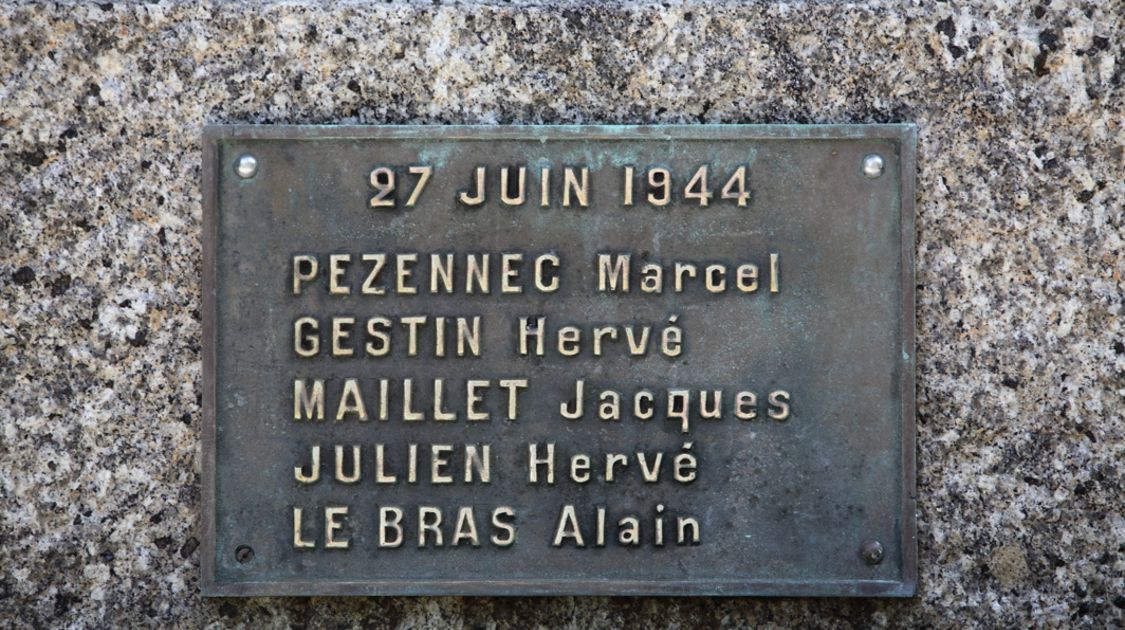 27 JUIN 1944
PEZENNEC Marcel
GESTIN Hervé
MAILLET Jacques
JULIEN Hervé
LE BRAS Alain